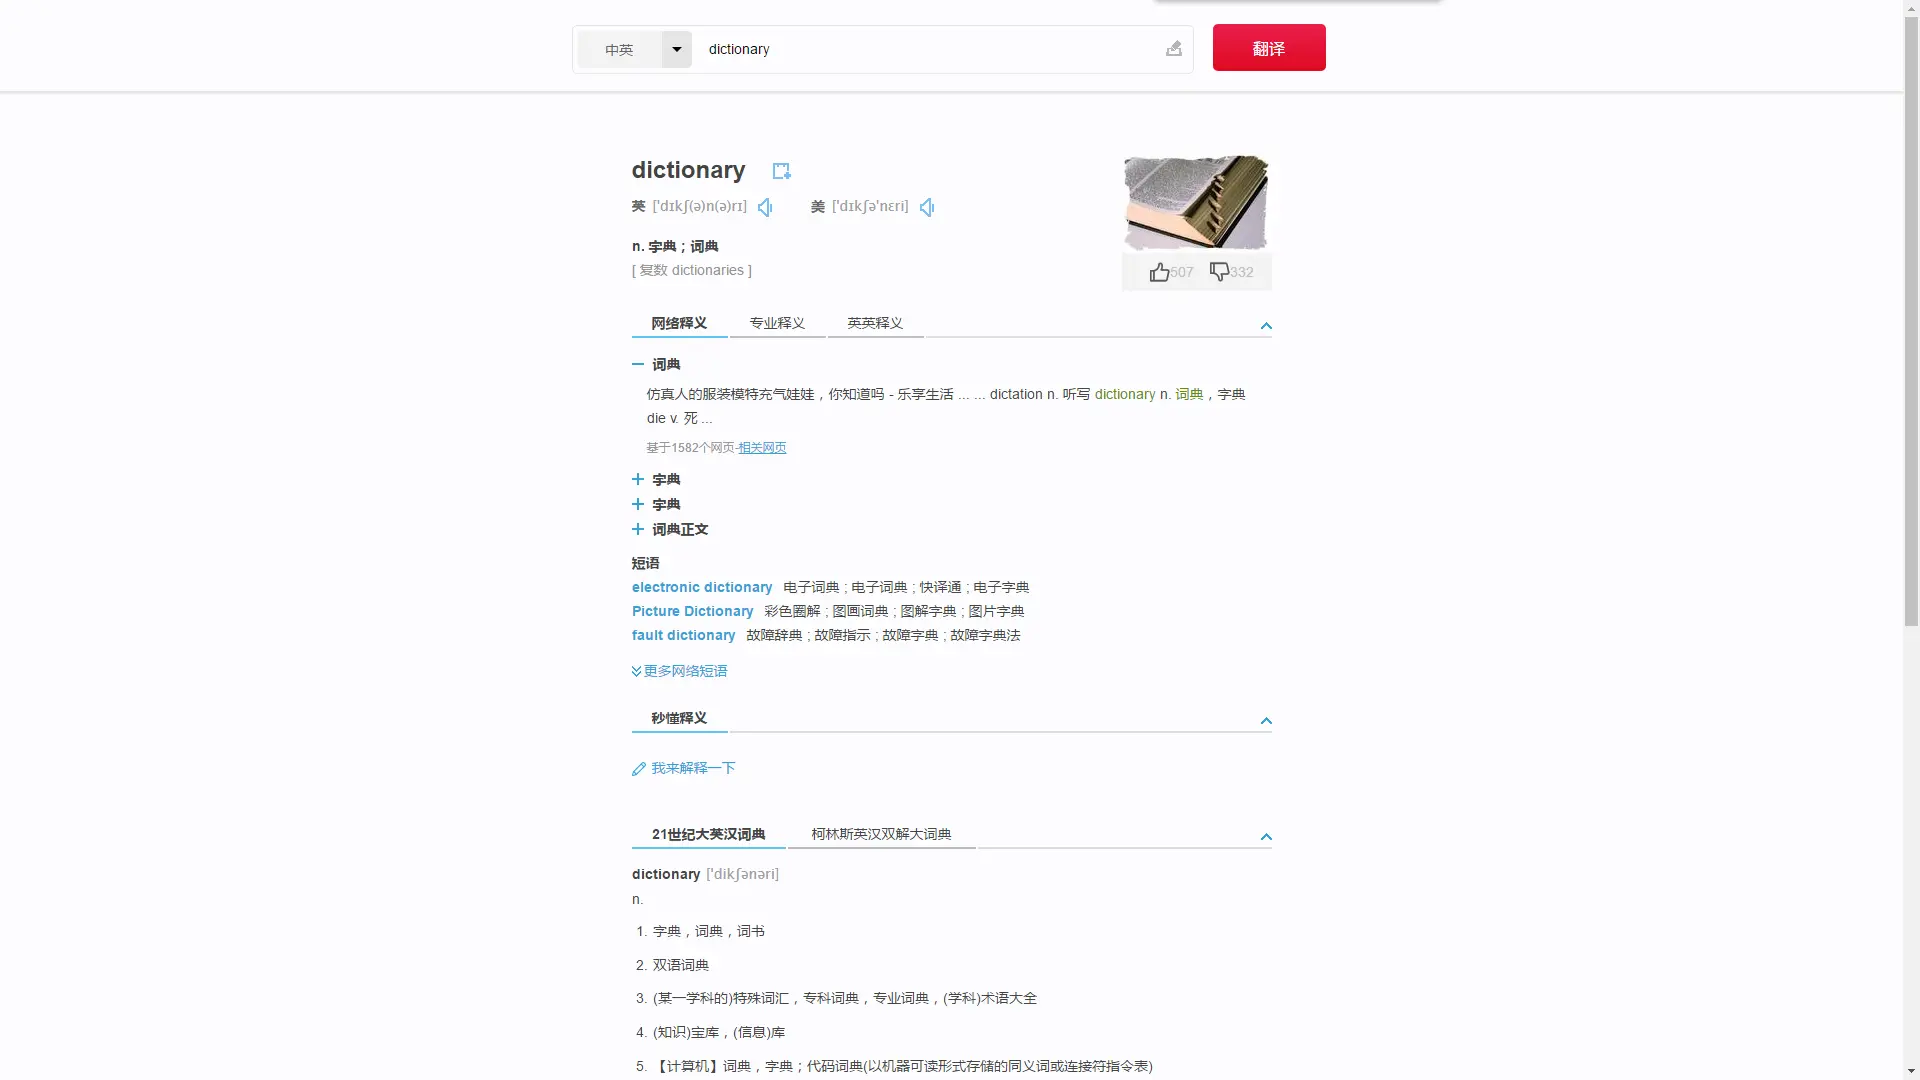 中英 dictionary 翻译
dictionary
英 ['dɪkʃ(ə)n(ə)rɪ] 美 ['dɪkʃə'nɛri]
n. 字典；词典
[ 复数 dictionaries ]
507 332
网络释义 专业释义 英英释义
词典
仿真人的服装模特充气娃娃，你知道吗 - 乐享生活 ... ... dictation n. 听写 dictionary n. 词典，字典
die v. 死 ...
基于1582个网页-相关网页
字典
字典
词典正文
短语
electronic dictionary 电子词典 ; 电子词典 ; 快译通 ; 电子字典
Picture Dictionary 彩色圈解 ; 图画词典 ; 图解字典 ; 图片字典
fault dictionary 故障辞典 ; 故障指示 ; 故障字典 ; 故障字典法
更多网络短语
秒懂释义
我来解释一下
21世纪大英汉词典 柯林斯英汉双解大词典
dictionary ['dikʃənəri]
n.
1. 字典，词典，词书
2. 双语词典
3. (某一学科的)特殊词汇，专科词典，专业词典，(学科)术语大全
4. (知识)宝库，(信息)库
5. 【计算机】词典，字典；代码词典(以机器可读形式存储的同义词或连接符指令表)